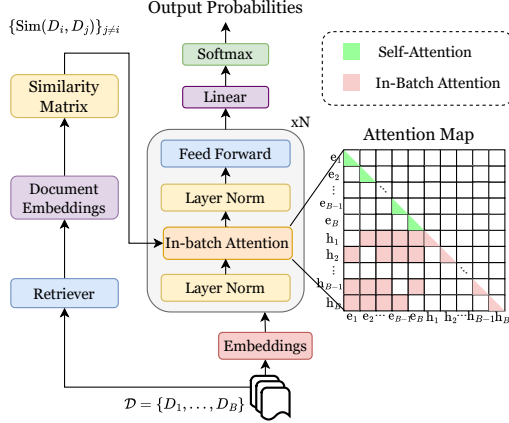 Output Probabilities
{Sim(D_i, D_j)}_{j≠i}
Softmax
Self-Attention
In-Batch Attention
Similarity
Matrix
Linear
xN
Attention Map
Feed Forward
Document
Embeddings
Layer Norm
In-batch Attention
Retriever
Layer Norm
Embeddings
e_1
e_2
⋮
e_{B-1}
e_B
h_1
h_2
⋮
h_{B-1}
h_B
⋱
⋱
e_1 e_2 ⋯ e_{B-1} e_B h_1 h_2 ⋯ h_{B-1} h_B
𝒟 = {D_1, . . . , D_B}